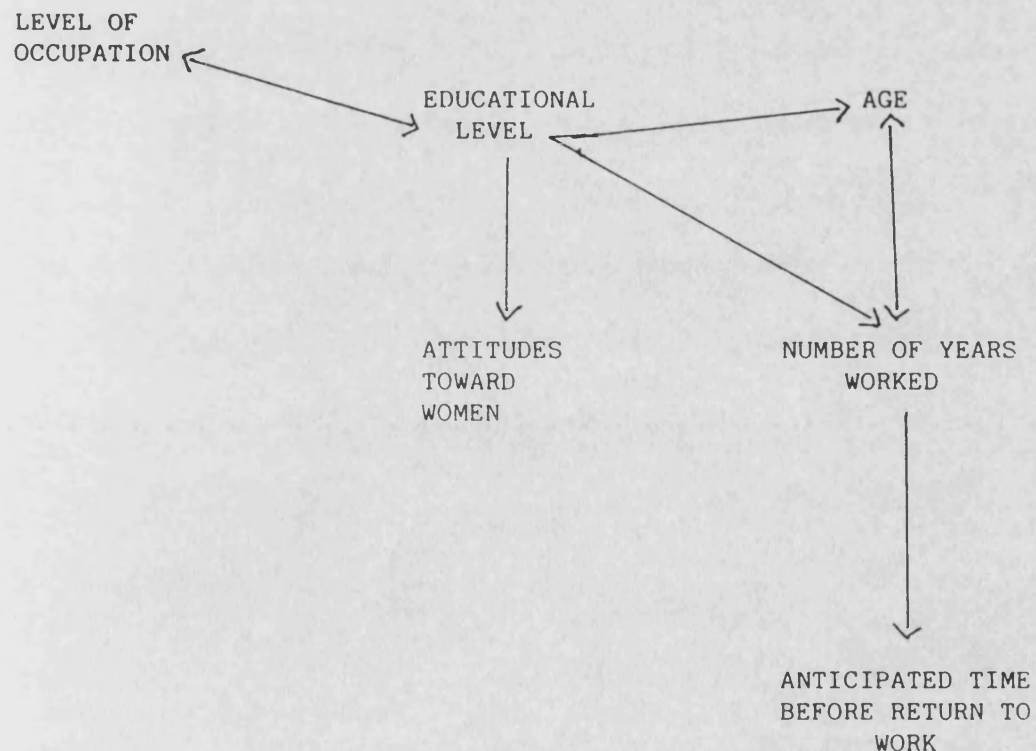 LEVEL OF
OCCUPATION
EDUCATIONAL
LEVEL
AGE
ATTITUDES
TOWARD
WOMEN
NUMBER OF YEARS
WORKED
ANTICIPATED TIME
BEFORE RETURN TO
WORK